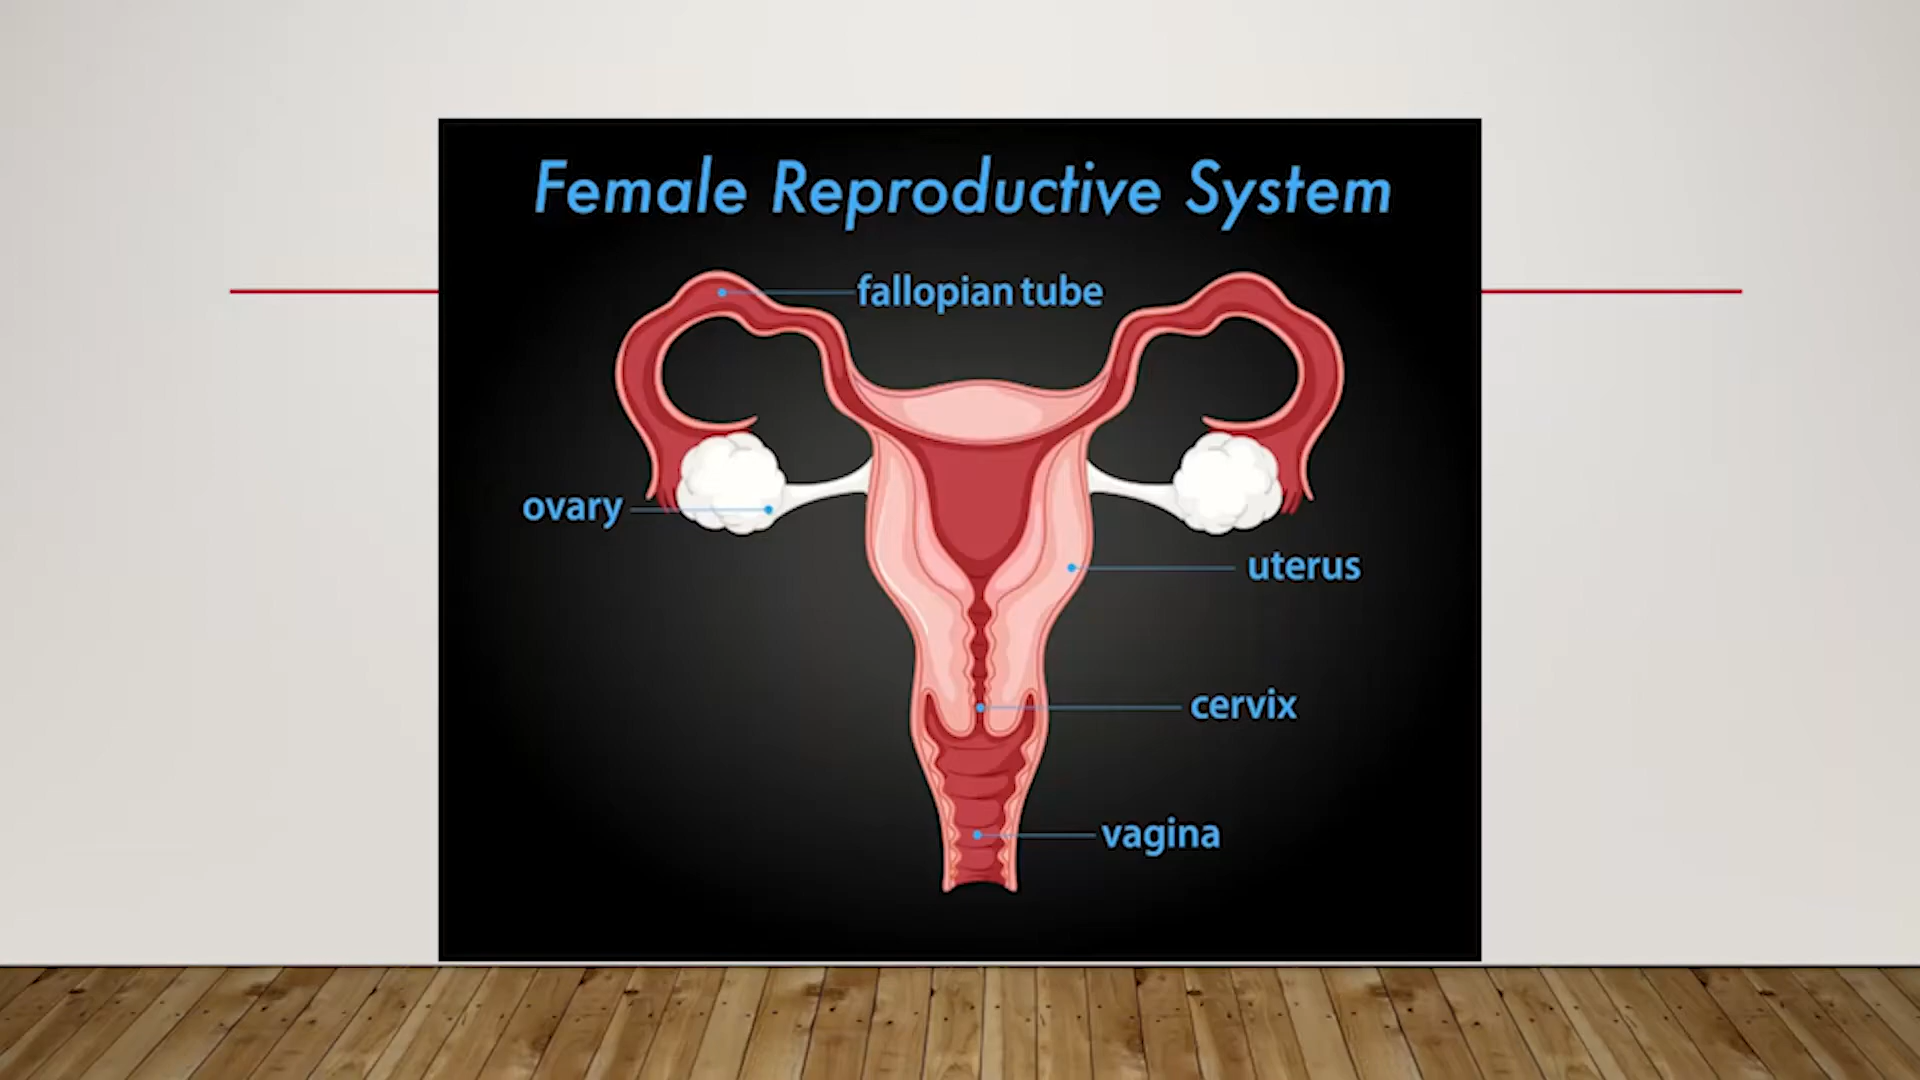 Female Reproductive System
fallopian tube
ovary
uterus
cervix
vagina